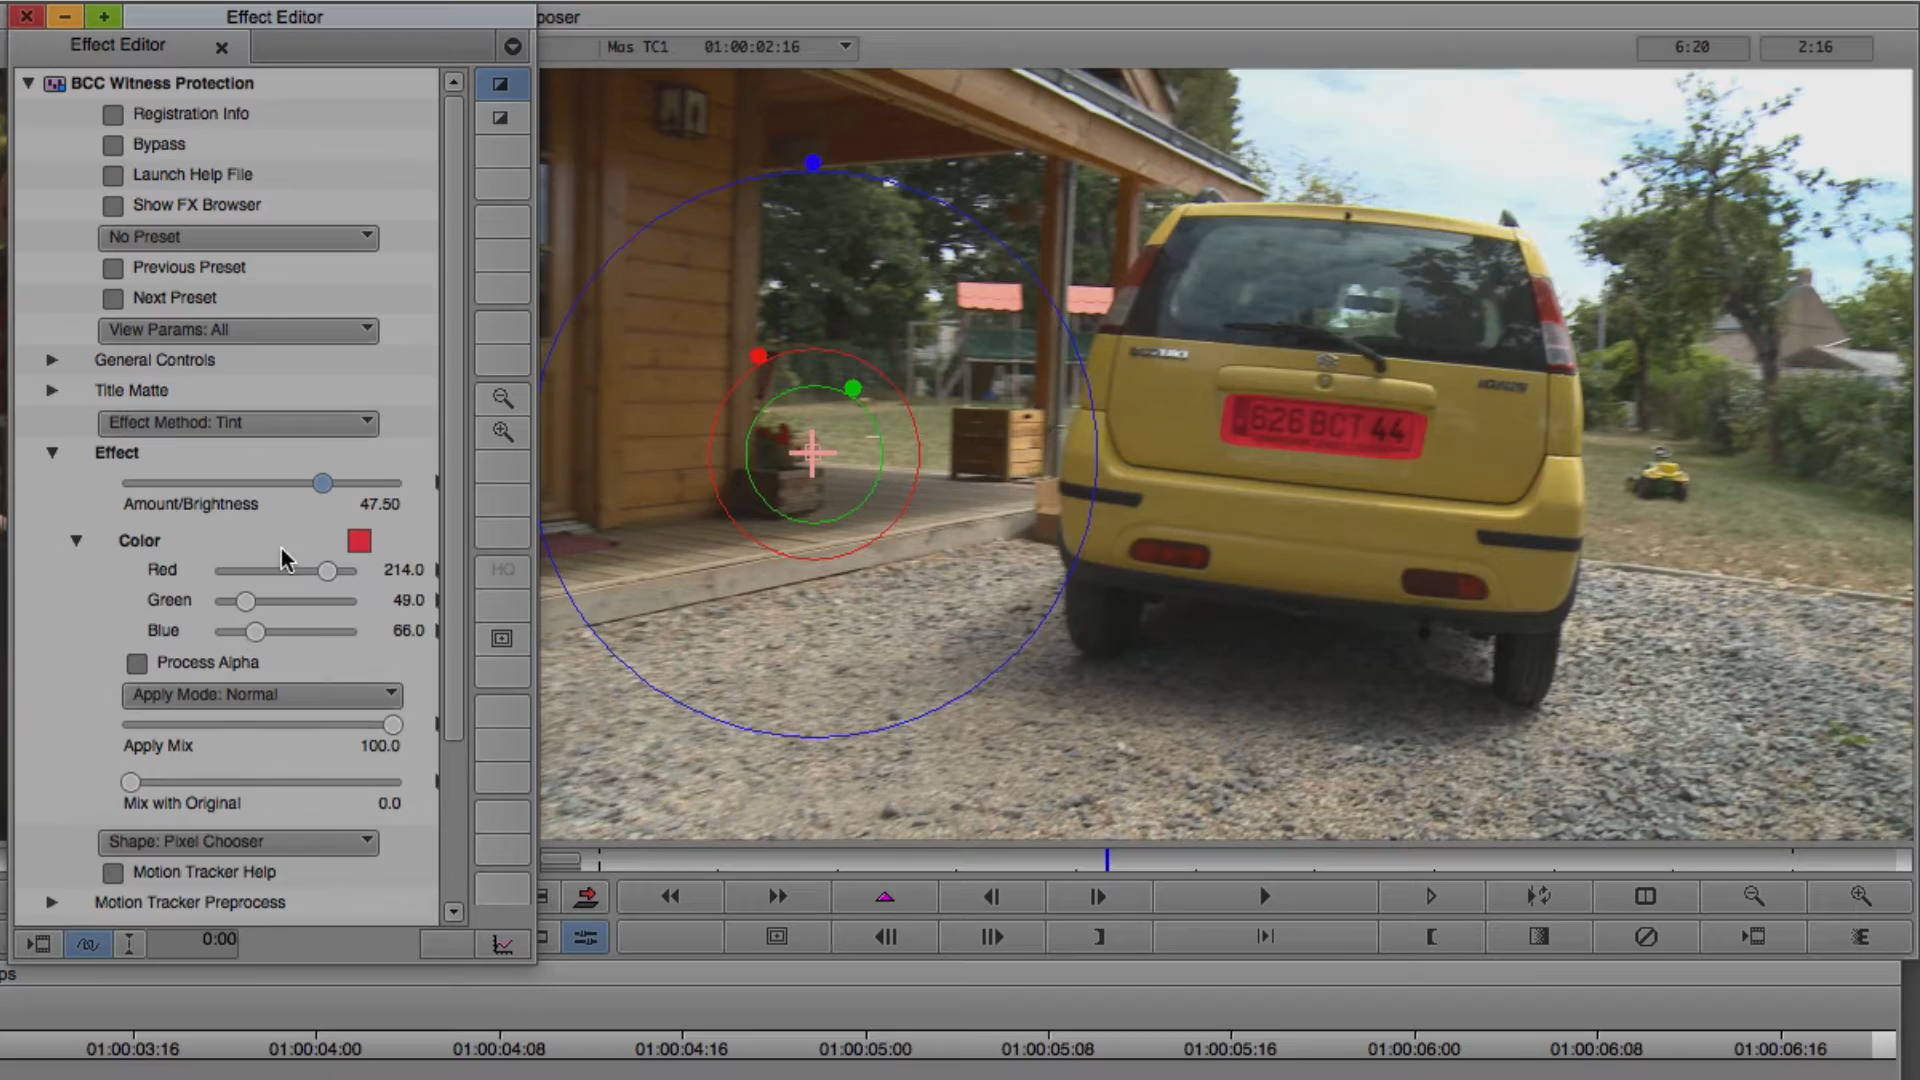 Effect Editor
poser
Effect Editor
Mas TC1 01:00:02:16
6:20
2:16
BCC Witness Protection
Registration Info
Bypass
Launch Help File
Show FX Browser
No Preset
Previous Preset
Next Preset
View Params: All
General Controls
Title Matte
Effect Method: Tint
Effect
Amount/Brightness 47.50
Color
Red 214.0
Green 49.0
Blue 66.0
Process Alpha
Apply Mode: Normal
Apply Mix 100.0
Mix with Original 0.0
Shape: Pixel Chooser
Motion Tracker Help
Motion Tracker Preprocess
0:00
HQ
SUZUKI
626 BCT 44
ps
01:00:03:16 01:00:04:00 01:00:04:08 01:00:04:16 01:00:05:00 01:00:05:08 01:00:05:16 01:00:06:00 01:00:06:08 01:00:06:16